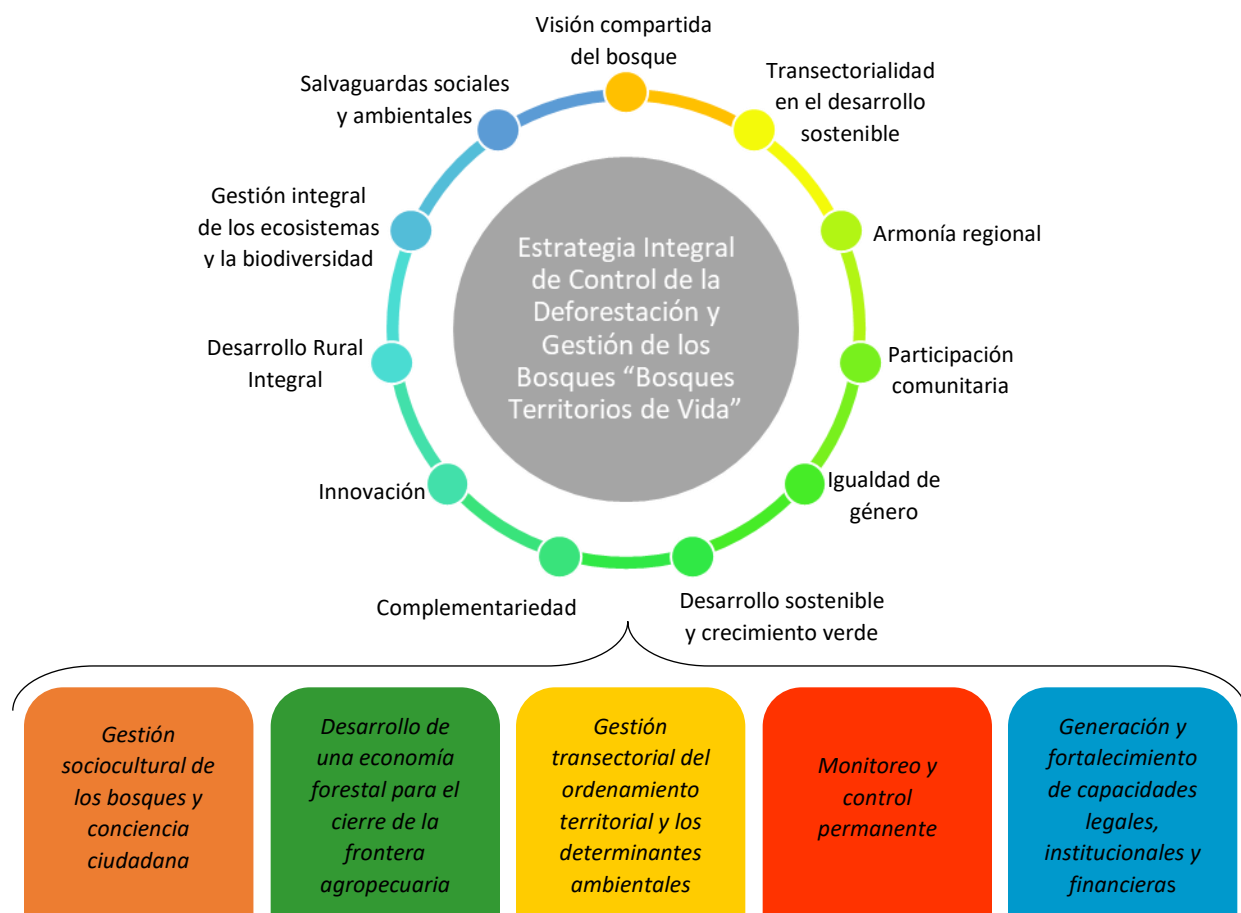 Visión compartida
del bosque
Transectorialidad
en el desarrollo
sostenible
Armonía regional
Participación
comunitaria
Igualdad de
género
Desarrollo sostenible
y crecimiento verde
Complementariedad
Innovación
Desarrollo Rural
Integral
Gestión integral
de los ecosistemas
y la biodiversidad
Salvaguardas sociales
y ambientales
Estrategia Integral
de Control de la
Deforestación y
Gestión de los
Bosques “Bosques
Territorios de Vida”
Gestión
sociocultural de
los bosques y
conciencia
ciudadana
Desarrollo de
una economía
forestal para el
cierre de la
frontera
agropecuaria
Gestión
transectorial del
ordenamiento
territorial y los
determinantes
ambientales
Monitoreo y
control
permanente
Generación y
fortalecimiento
de capacidades
legales,
institucionales y
financieras